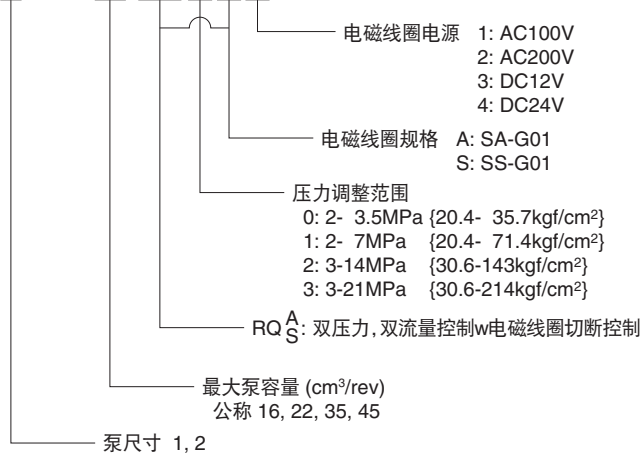 电磁线圈电源 1: AC100V
2: AC200V
3: DC12V
4: DC24V
电磁线圈规格 A: SA-G01
S: SS-G01
压力调整范围
0: 2- 3.5MPa {20.4- 35.7kgf/cm²}
1: 2- 7MPa {20.4- 71.4kgf/cm²}
2: 3-14MPa {30.6-143kgf/cm²}
3: 3-21MPa {30.6-214kgf/cm²}
RQ A/S: 双压力,双流量控制w电磁线圈切断控制
最大泵容量 (cm³/rev)
公称 16, 22, 35, 45
泵尺寸 1, 2